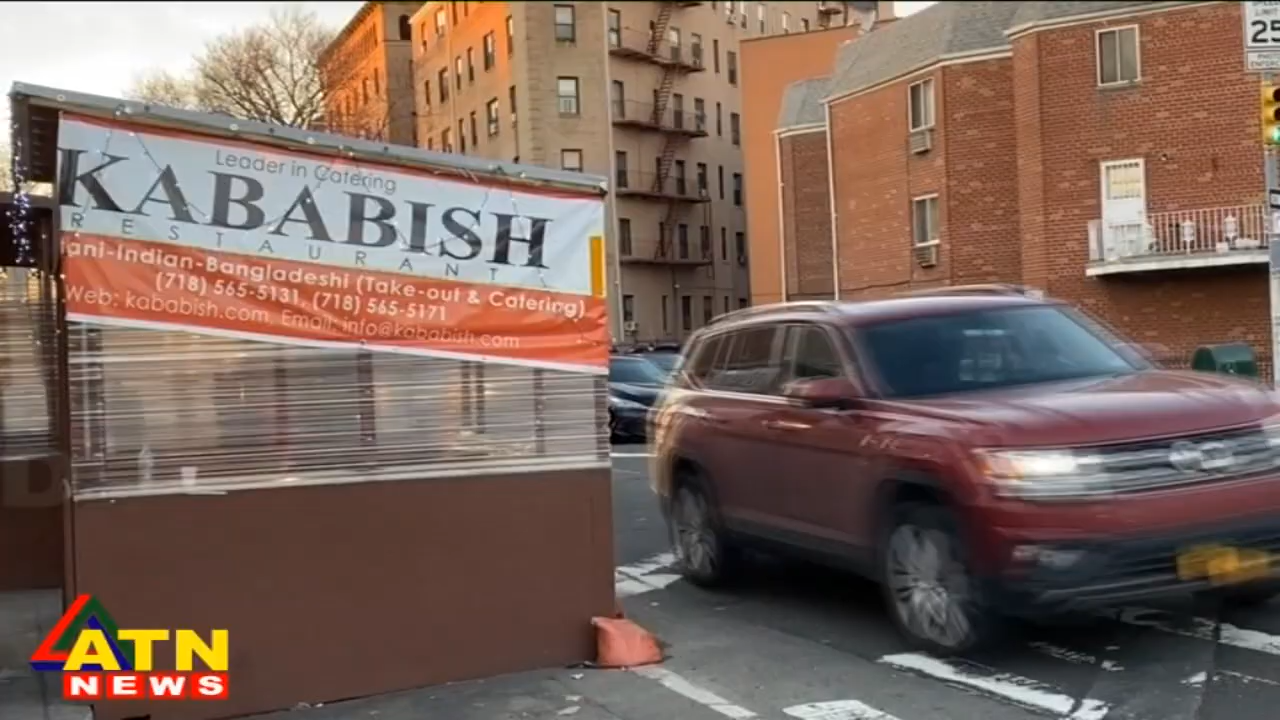 Leader in Catering
KABABISH
RESTAURANT
ani-Indian-Bangladeshi (Take-out & Catering)
(718) 565-5131, (718) 565-5171
Web: kababish.com, Email: info@kababish.com
25
ATN
NEWS